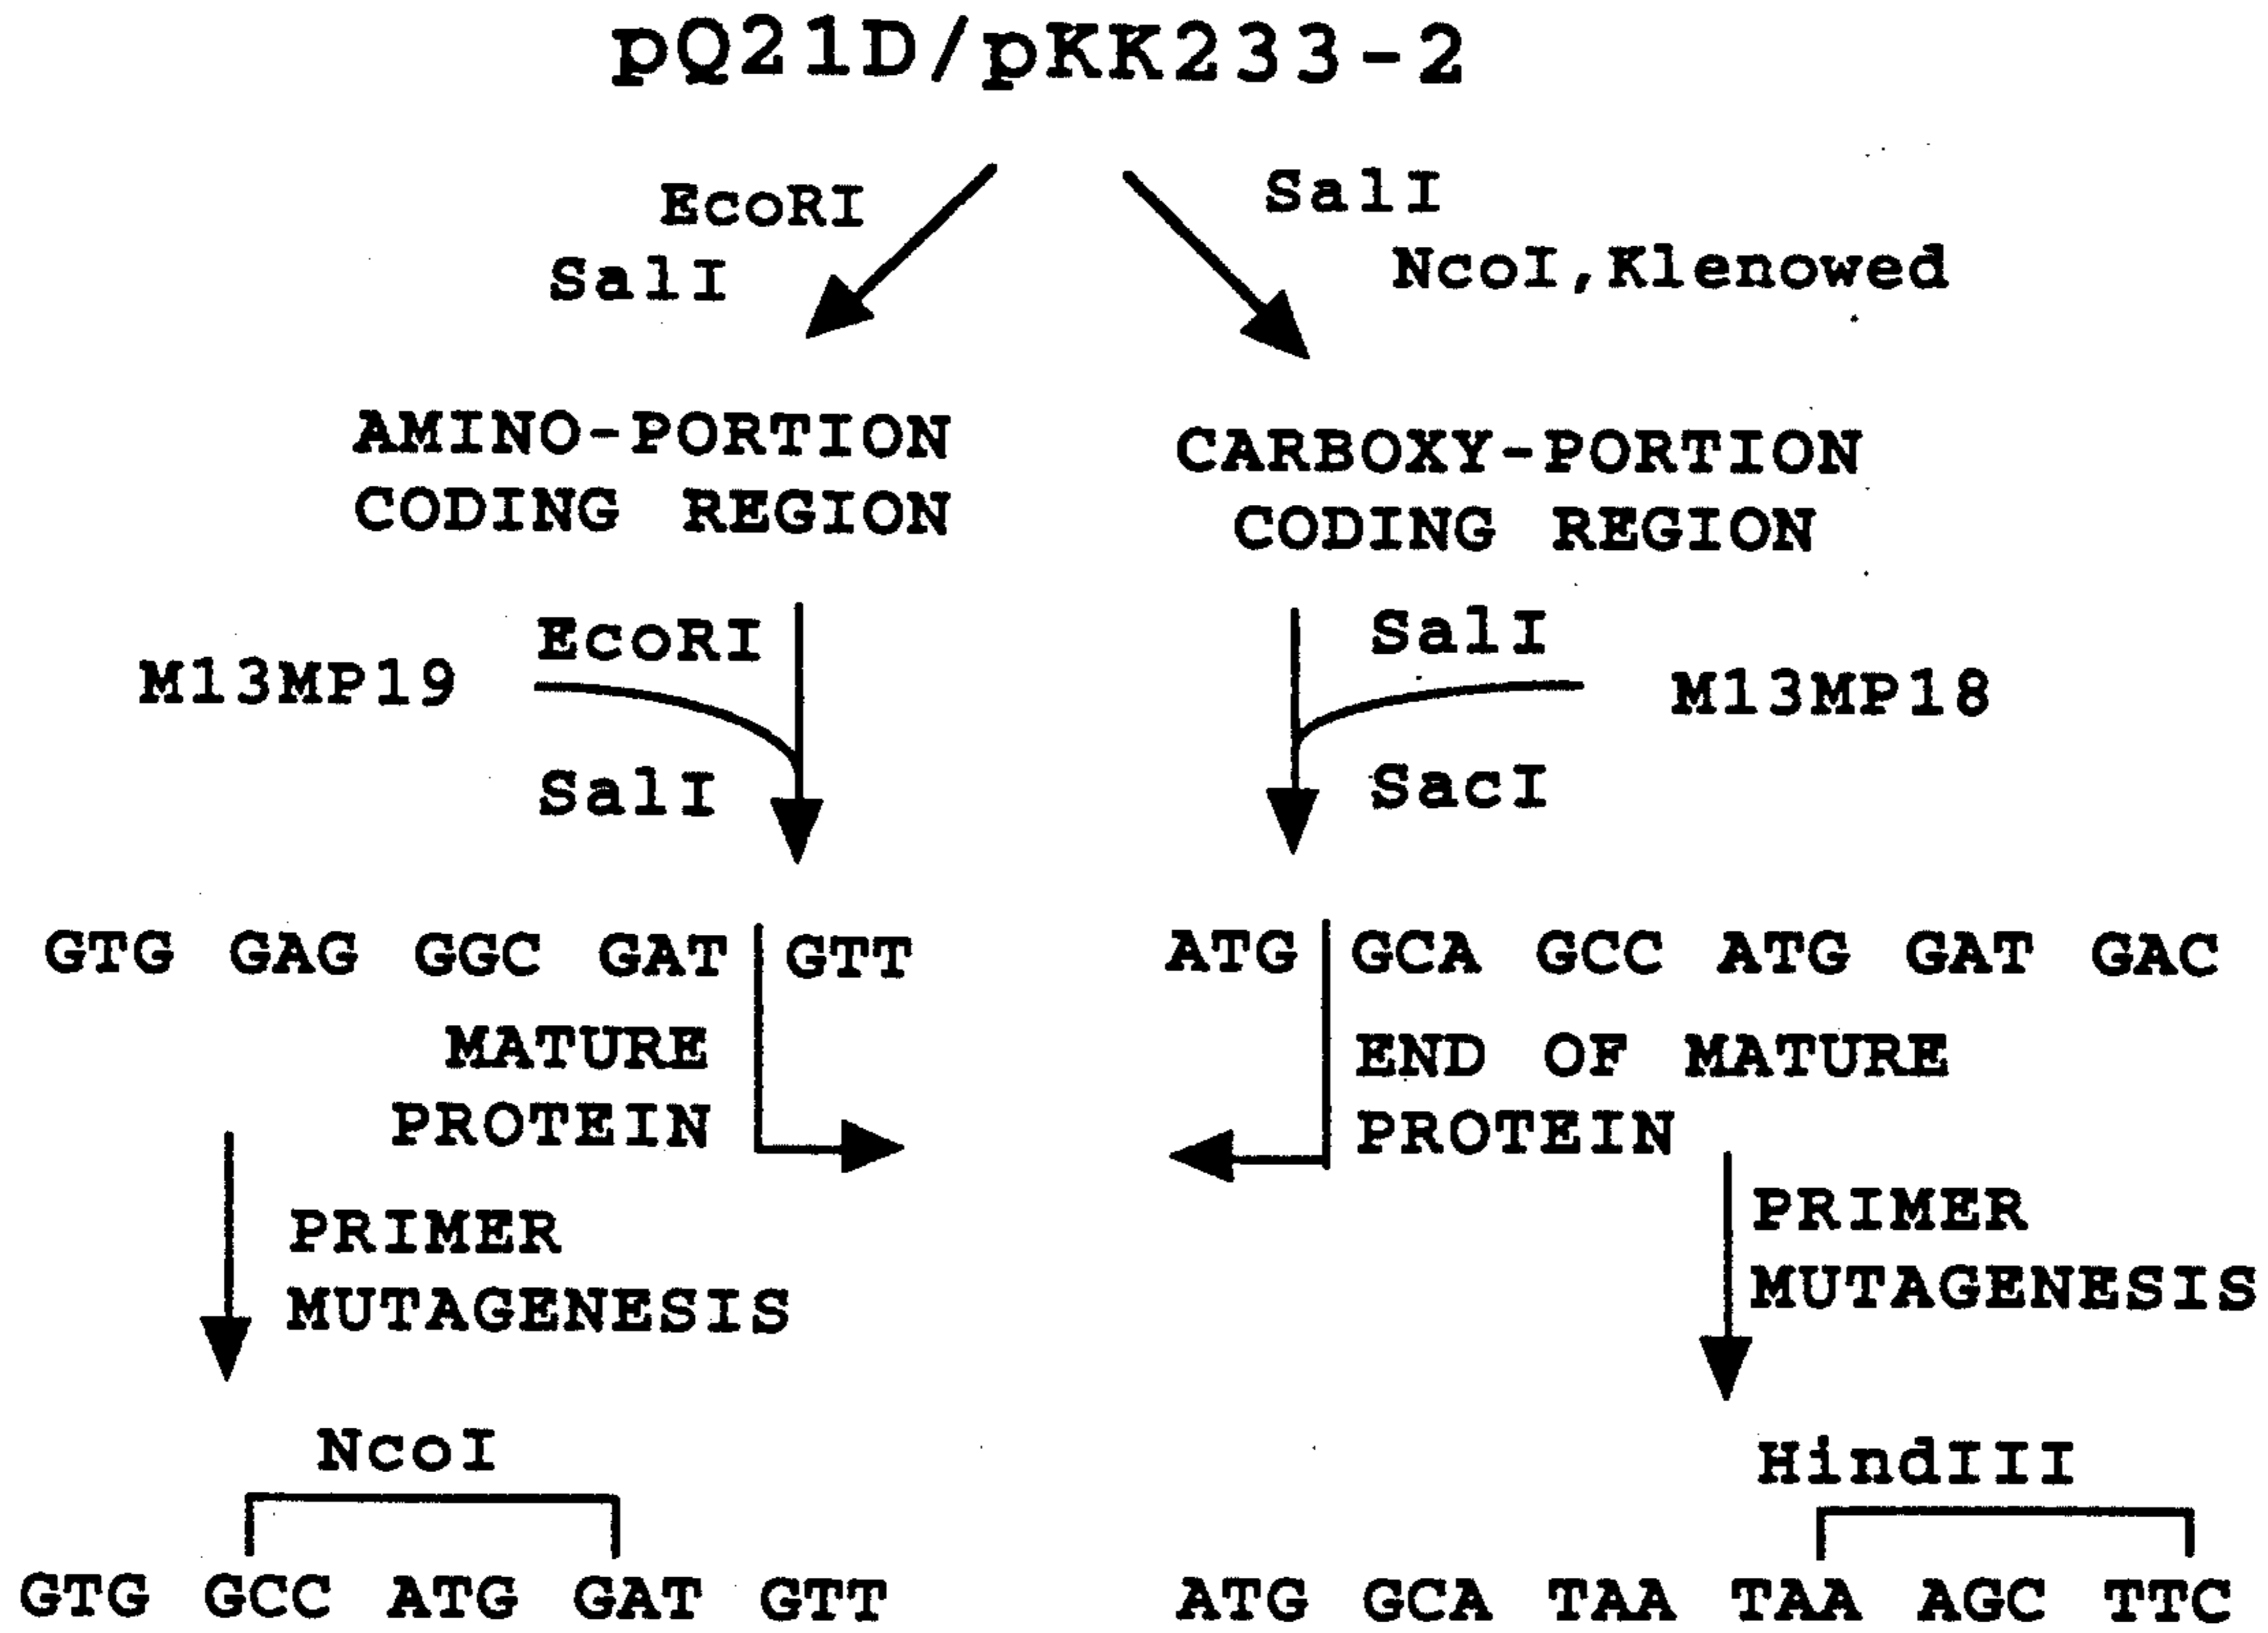 pQ21D/pKK233-2
EcoRI
SalI
SalI
NcoI,Klenowed
AMINO-PORTION
CODING REGION
CARBOXY-PORTION
CODING REGION
M13MP19
EcoRI
SalI
SalI
M13MP18
SacI
GTG GAG GGC GAT GTT
MATURE
PROTEIN
ATG GCA GCC ATG GAT GAC
END OF MATURE
PROTEIN
PRIMER
MUTAGENESIS
PRIMER
MUTAGENESIS
NcoI
GTG GCC ATG GAT GTT
HindIII
ATG GCA TAA TAA AGC TTC